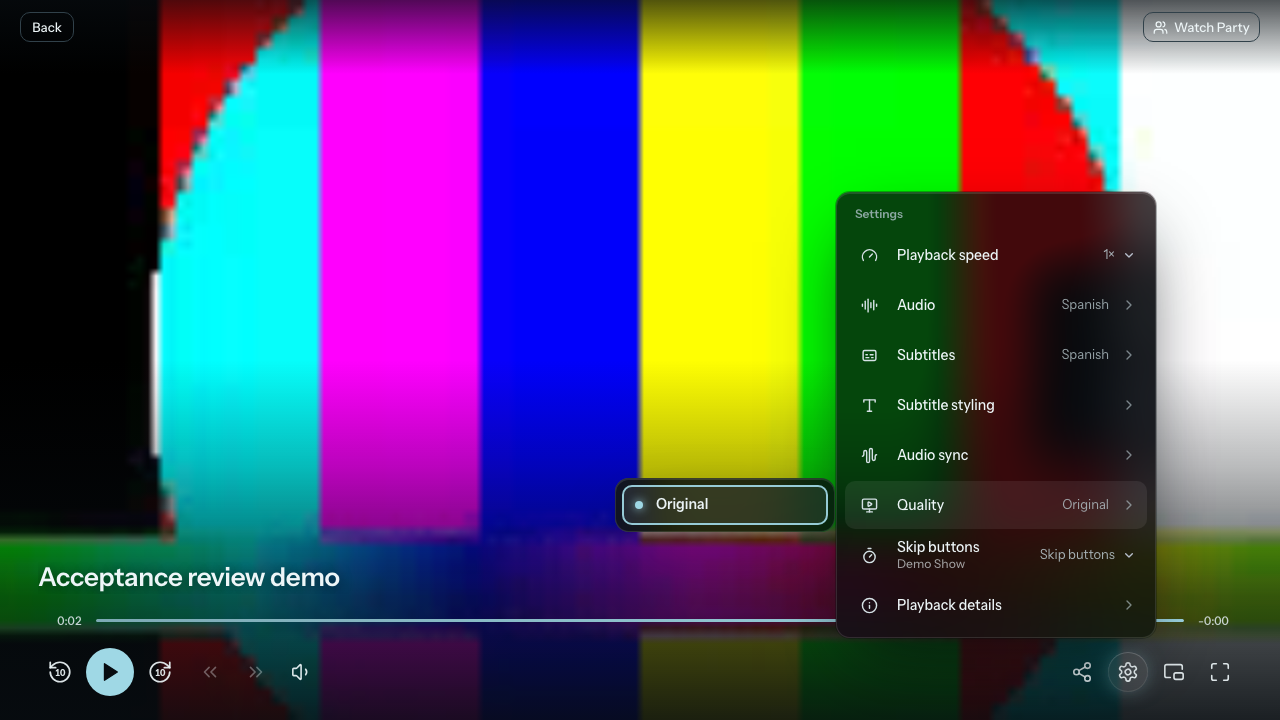 Back
Watch Party
Settings
Playback speed 1×
Audio Spanish
Subtitles Spanish
Subtitle styling
Audio sync
Original
Quality Original
Skip buttons Skip buttons
Demo Show
Playback details
Acceptance review demo
0:02 -0:00
10 10